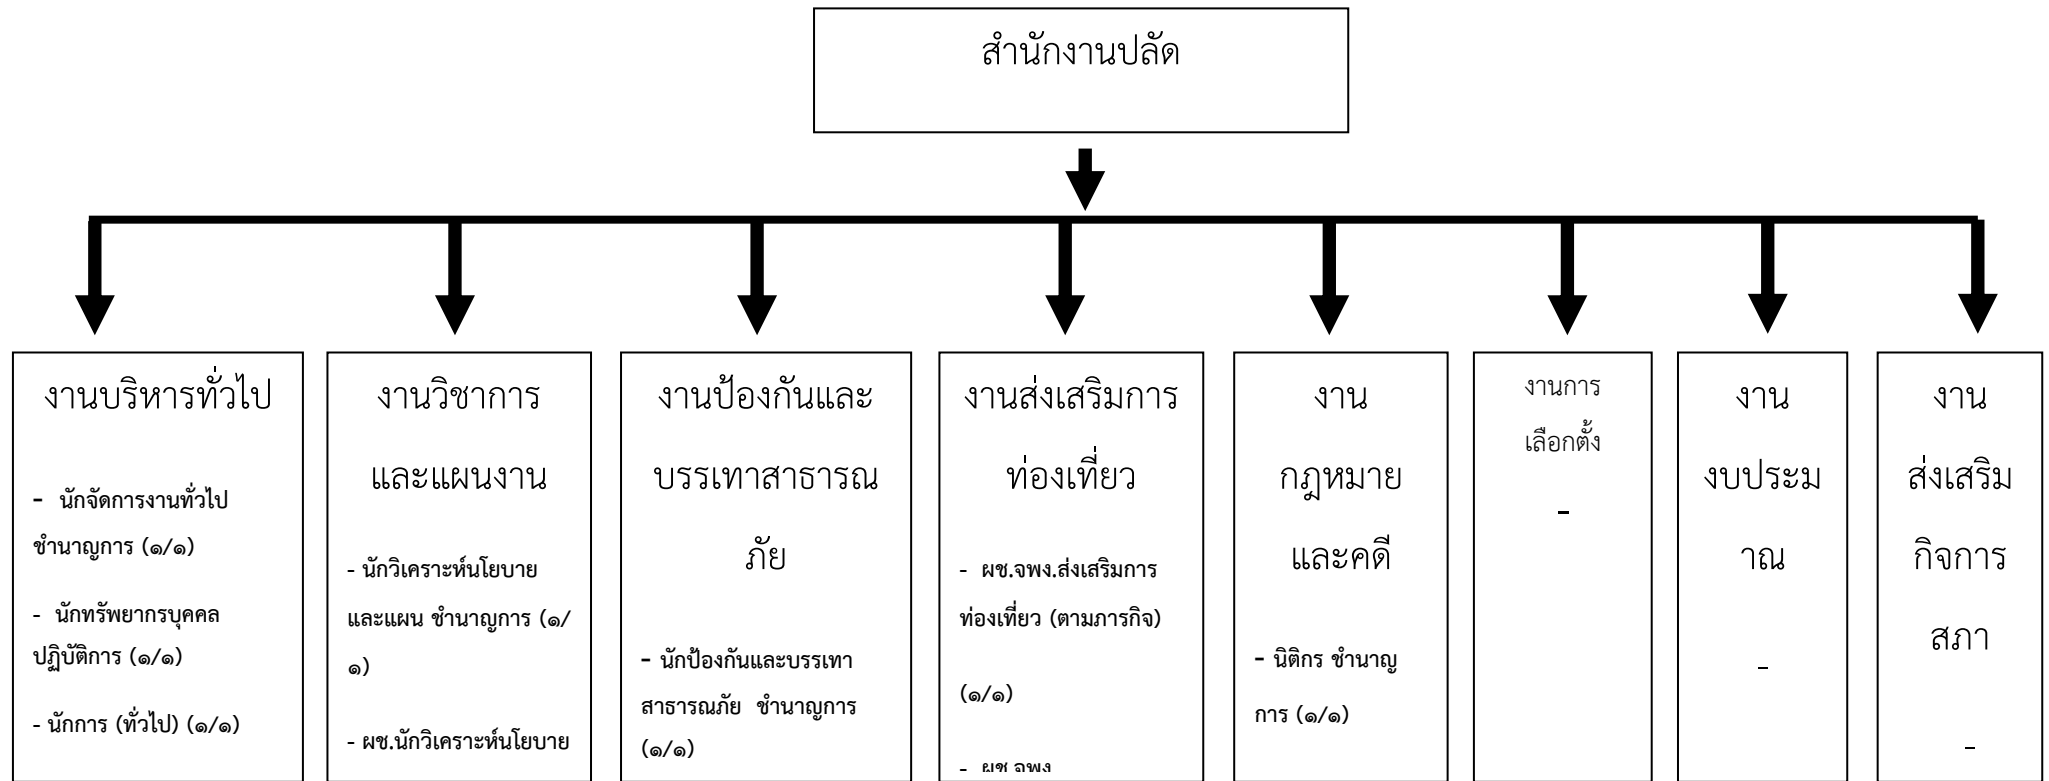 สำนักงานปลัด
งานบริหารทั่วไป
- นักจัดการงานทั่วไป
ชำนาญการ (๑/๑)
- นักทรัพยากรบุคคล
ปฏิบัติการ (๑/๑)
- นักการ (ทั่วไป) (๑/๑)
งานวิชาการ
และแผนงาน
- นักวิเคราะห์นโยบาย
และแผน ชำนาญการ (๑/
๑)
- ผช.นักวิเคราะห์นโยบาย
งานป้องกันและ
บรรเทาสาธารณ
ภัย
- นักป้องกันและบรรเทา
สาธารณภัย ชำนาญการ
(๑/๑)
งานส่งเสริมการ
ท่องเที่ยว
- ผช.จพง.ส่งเสริมการ
ท่องเที่ยว (ตามภารกิจ)
(๑/๑)
- ผช.จพง
งาน
กฎหมาย
และคดี
- นิติกร ชำนาญ
การ (๑/๑)
งานการ
เลือกตั้ง
-
งาน
งบประม
าณ
-
งาน
ส่งเสริม
กิจการ
สภา
-